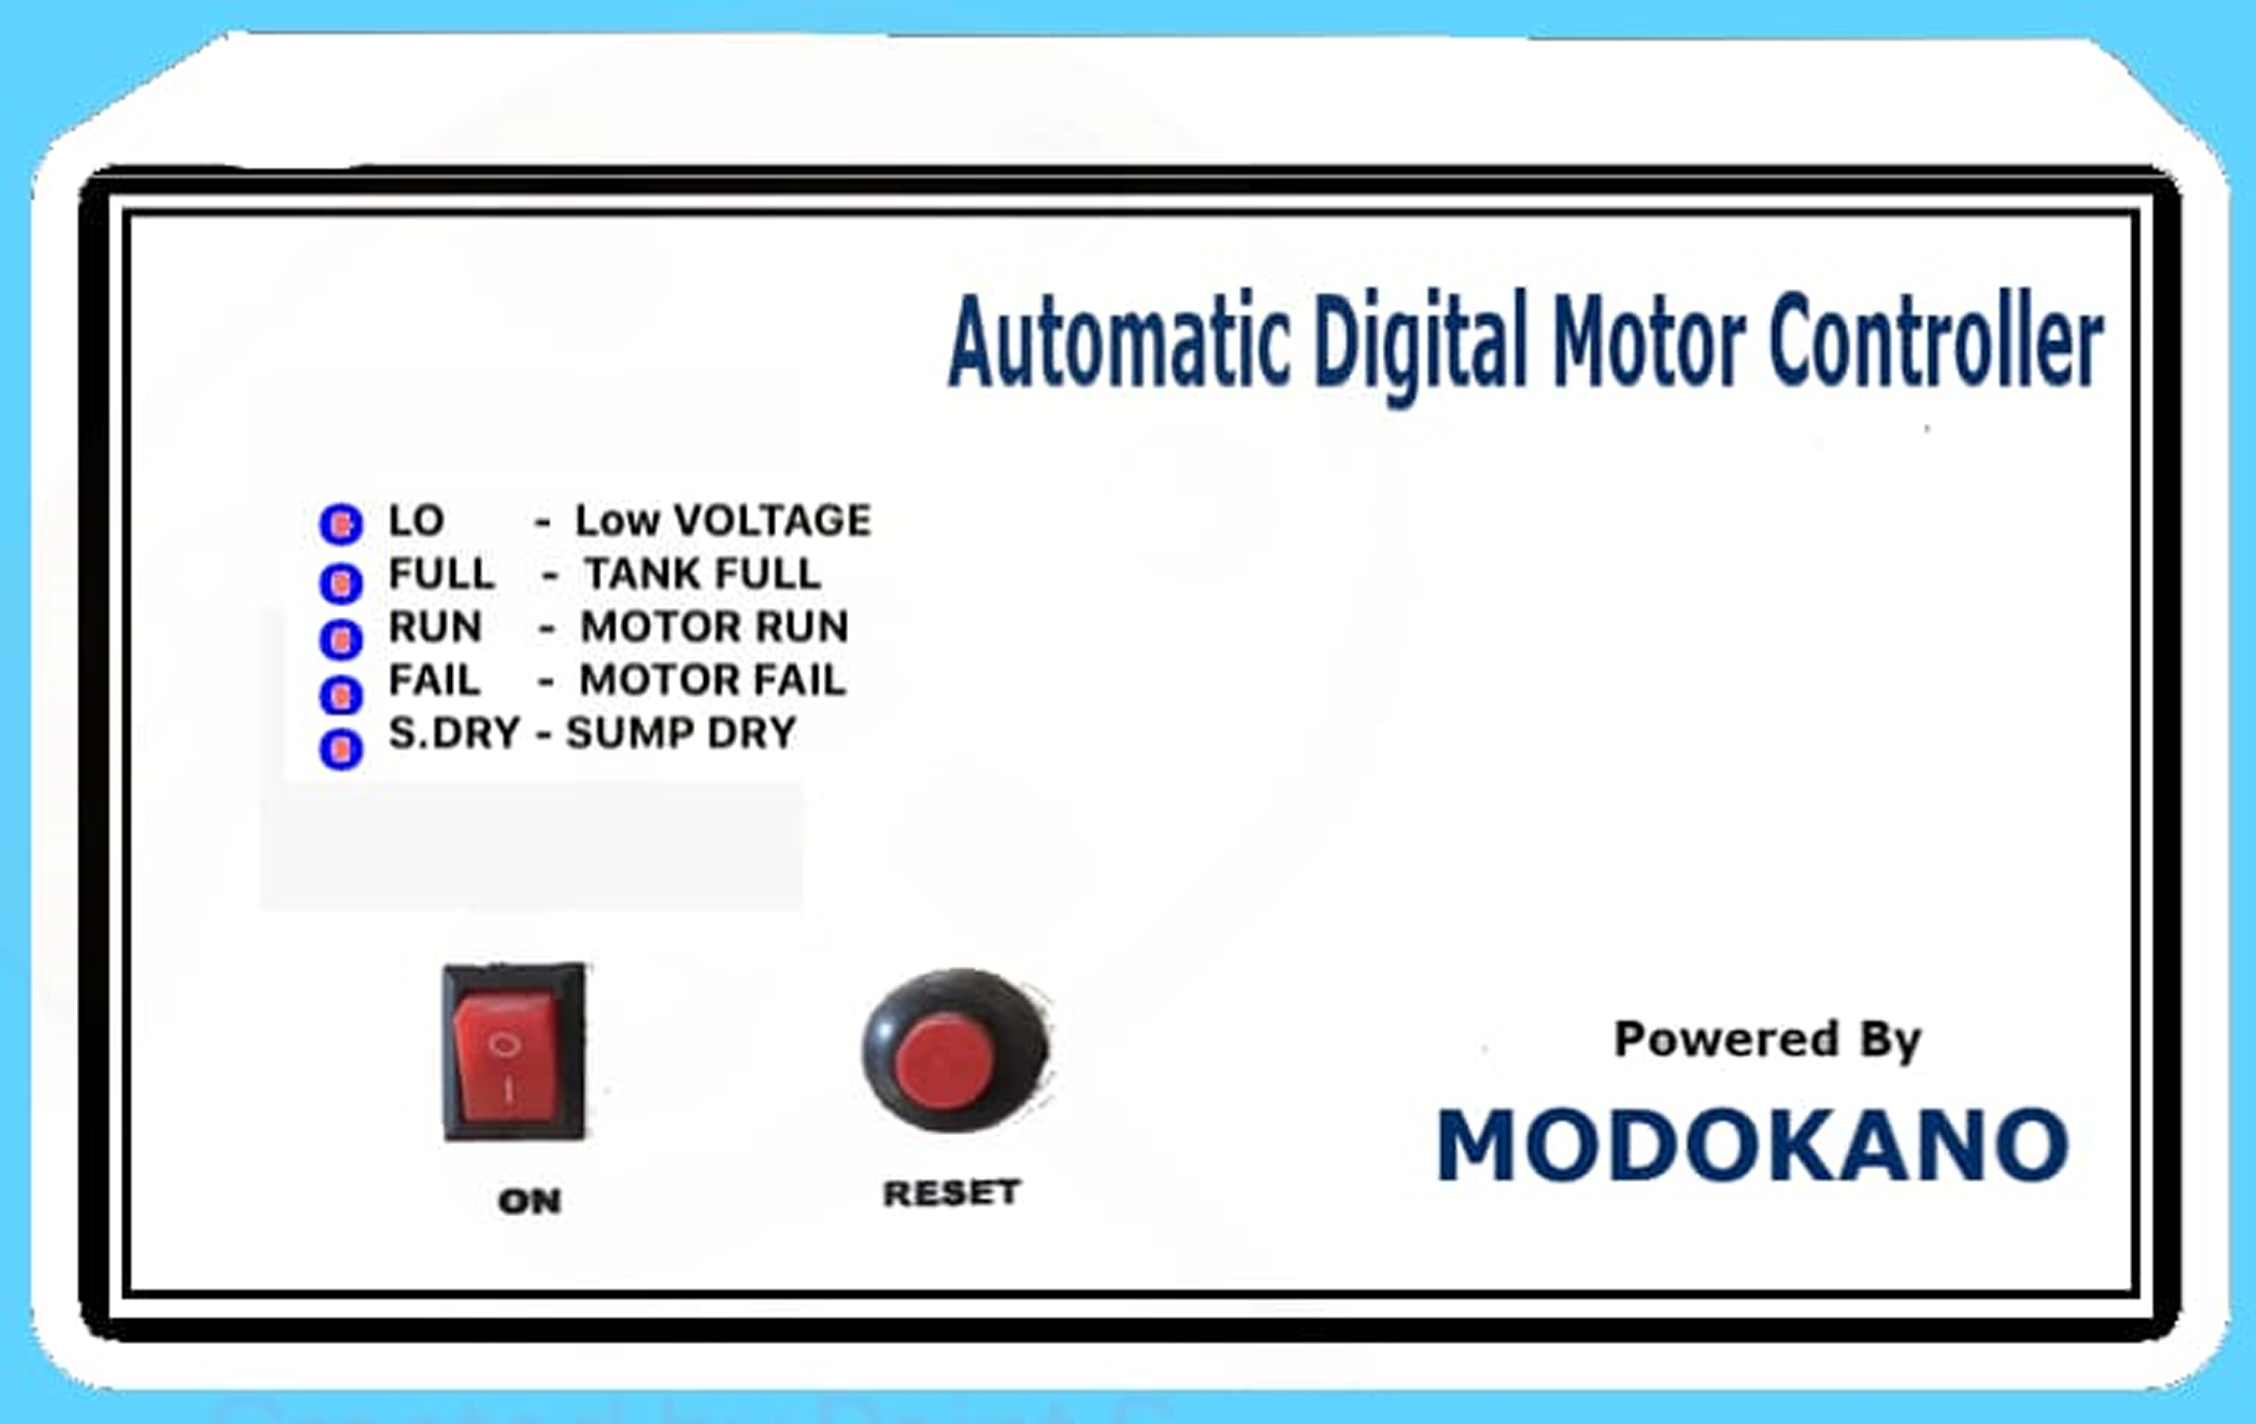 Automatic Digital Motor Controller
LO - Low VOLTAGE
FULL - TANK FULL
RUN - MOTOR RUN
FAIL - MOTOR FAIL
S.DRY - SUMP DRY
ON
RESET
Powered By
MODOKANO